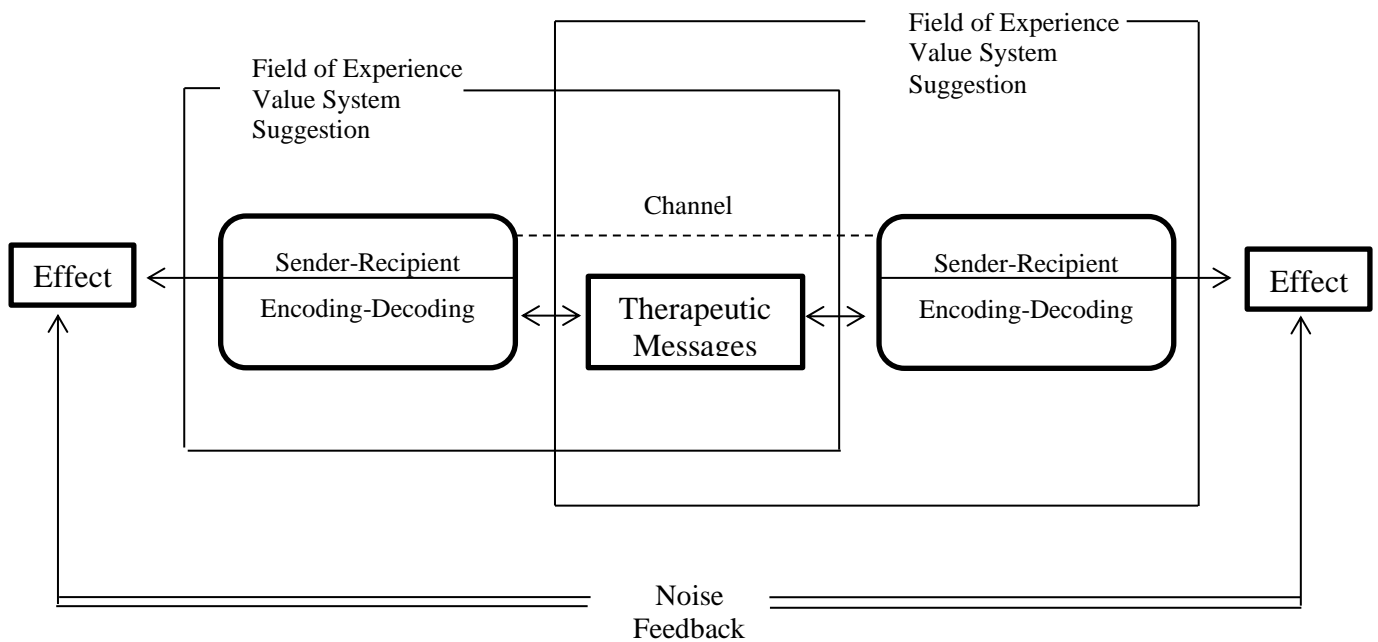 Field of Experience
Value System
Suggestion
Field of Experience
Value System
Suggestion
Channel
Effect
Sender-Recipient
Encoding-Decoding
Therapeutic
Messages
Sender-Recipient
Encoding-Decoding
Effect
Noise
Feedback